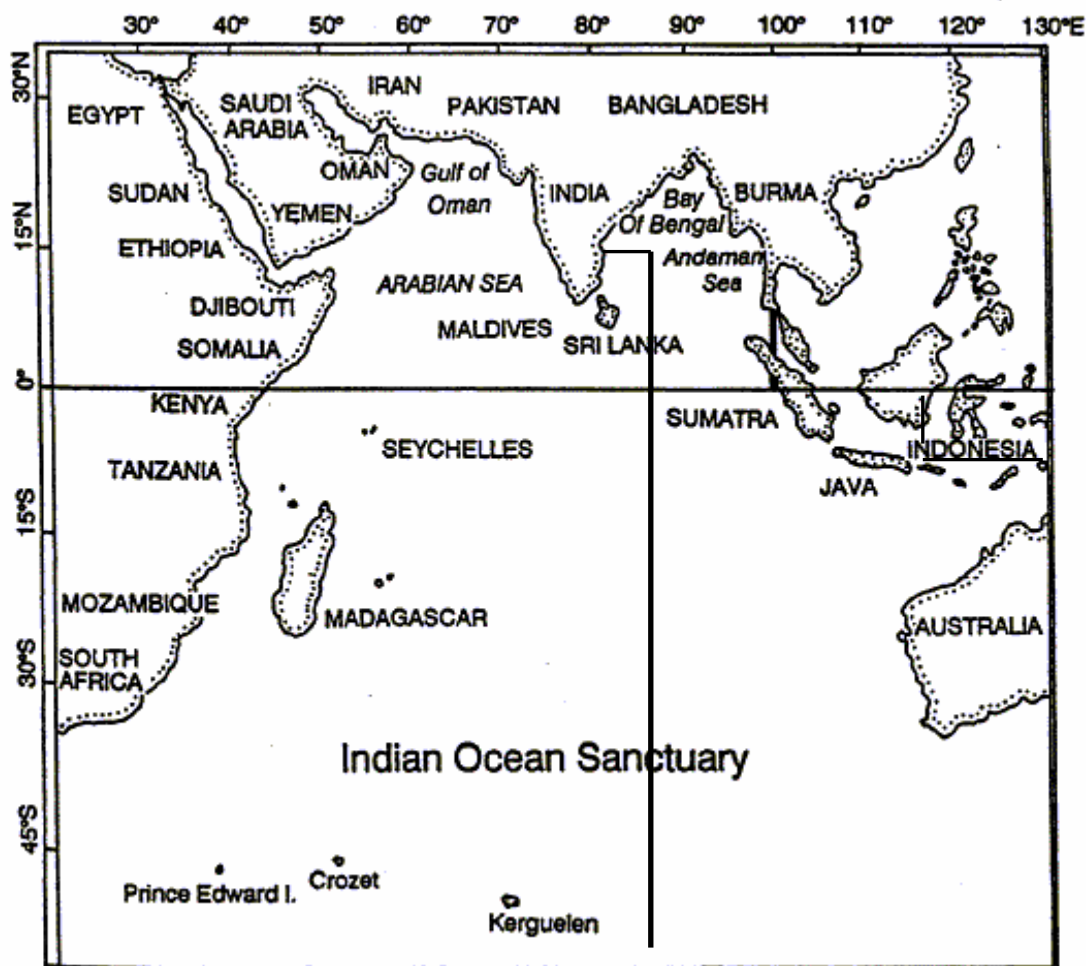 30° 40° 50° 60° 70° 80° 90° 100° 110° 120° 130°E
30°N
IRAN
SAUDI
ARABIA
PAKISTAN
BANGLADESH
EGYPT
OMAN
Gulf of
Oman
SUDAN
INDIA
BURMA
YEMEN
Bay
Of Bengal
15°N
ETHIOPIA
Andaman
Sea
ARABIAN SEA
DJIBOUTI
MALDIVES
SRI LANKA
SOMALIA
0°
KENYA
SUMATRA
SEYCHELLES
INDONESIA
TANZANIA
JAVA
15°S
MOZAMBIQUE
MADAGASCAR
AUSTRALIA
SOUTH
AFRICA
30°S
Indian Ocean Sanctuary
45°S
Prince Edward I.
Crozet
Kerguelen